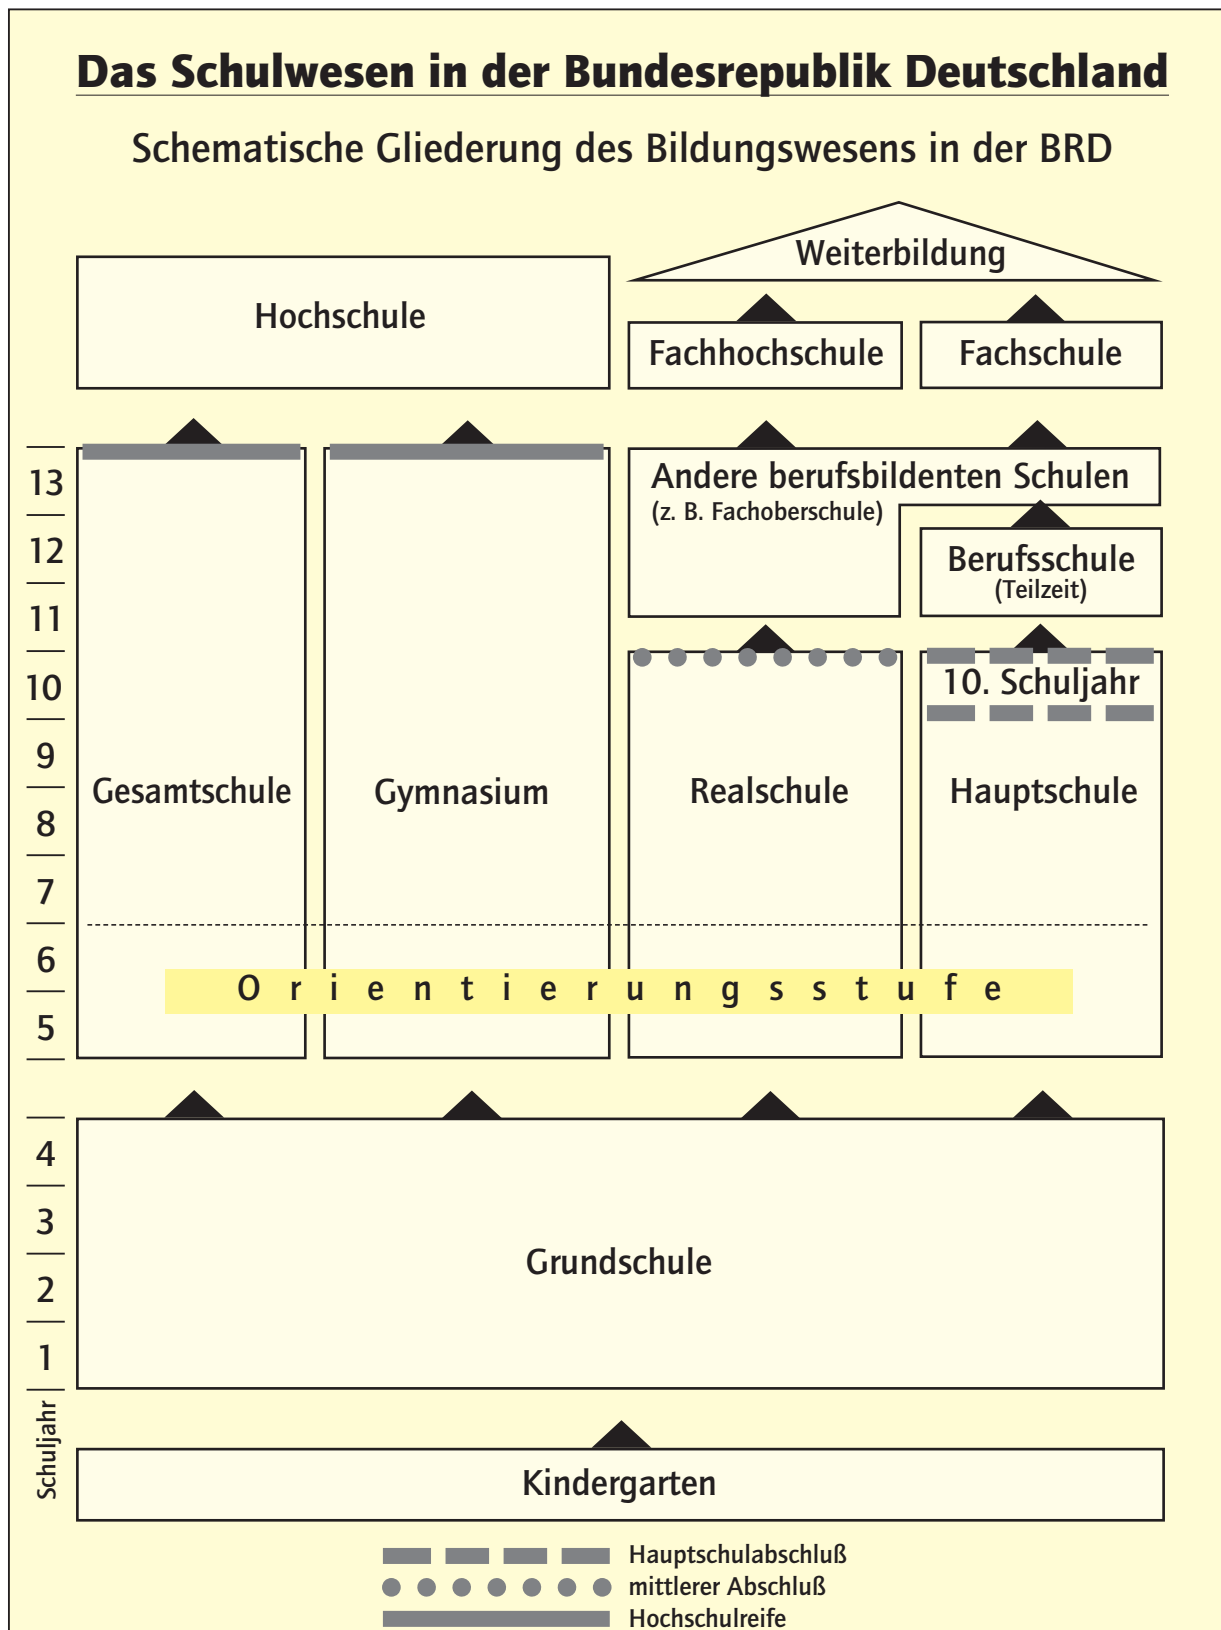 Das Schulwesen in der Bundesrepublik Deutschland
Schematische Gliederung des Bildungswesens in der BRD
Weiterbildung
Hochschule
Fachhochschule
Fachschule
13
Andere berufsbildenten Schulen
(z. B. Fachoberschule)
12
Berufsschule
(Teilzeit)
11
10
10. Schuljahr
9
Gesamtschule
Gymnasium
Realschule
Hauptschule
8
7
6
Orientierungsstufe
5
4
3
Grundschule
2
1
Schuljahr
Kindergarten
Hauptschulabschluß
mittlerer Abschluß
Hochschulreife